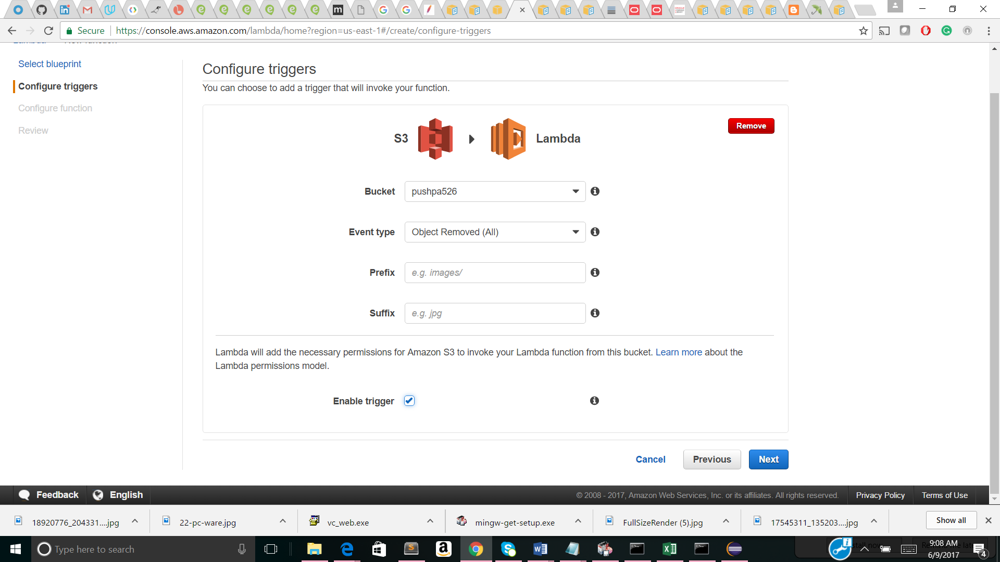 Secure
https://console.aws.amazon.com/lambda/home?region=us-east-1#/create/configure-triggers
Select blueprint
Configure triggers
Configure function
Review
Configure triggers
You can choose to add a trigger that will invoke your function.
S3
Lambda
Remove
Bucket
pushpa526
Event type
Object Removed (All)
Prefix
e.g. images/
Suffix
e.g. jpg
Lambda will add the necessary permissions for Amazon S3 to invoke your Lambda function from this bucket. Learn more about the
Lambda permissions model.
Enable trigger
Cancel
Previous
Next
Feedback
English
© 2008 - 2017, Amazon Web Services, Inc. or its affiliates. All rights reserved.
Privacy Policy
Terms of Use
18920776_204331....jpg
22-pc-ware.jpg
vc_web.exe
mingw-get-setup.exe
FullSizeRender (5).jpg
17545311_135203....jpg
Show all
Type here to search
9:08 AM
6/9/2017
4